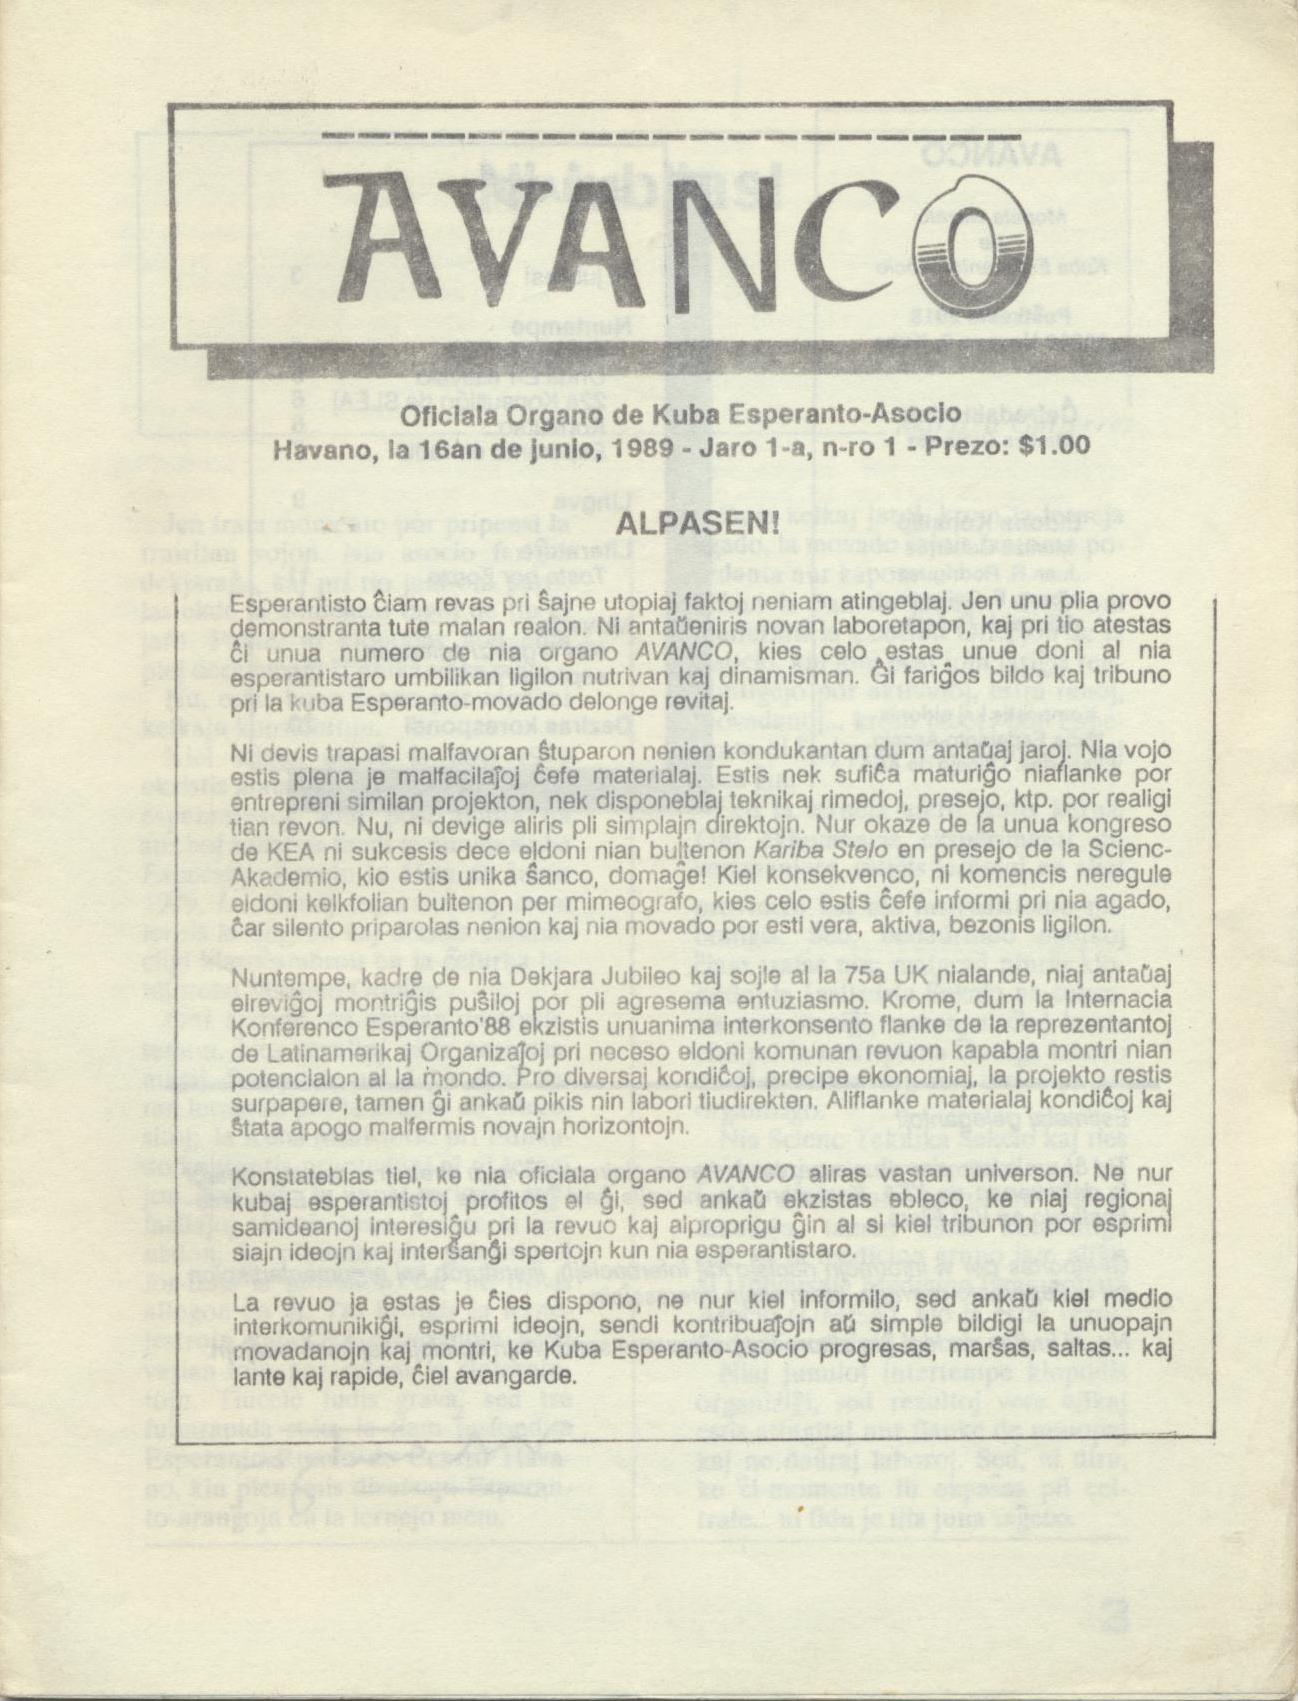 AVANCO
Oficiala Organo de Kuba Esperanto-Asocio
Havano, la 16an de junio, 1989 - Jaro 1-a, n-ro 1 - Prezo: $1.00
ALPASEN!
Esperantisto ĉiam revas pri ŝajne utopiaj faktoj neniam atingeblaj. Jen unu plia provo
demonstranta tute malan realon. Ni antaŭeniris novan laboretapon, kaj pri tio atestas
ĉi unua numero de nia organo AVANCO, kies celo estas unue doni al nia
esperantistaro umbilikan ligilon nutrivan kaj dinamisman. Ĝi fariĝos bildo kaj tribuno
pri la kuba Esperanto-movado delonge revitaj.
Ni devis trapasi malfavoran ŝtuparon nenien kondukantan dum antaŭaj jaroj. Nia vojo
estis plena je malfacilaĵoj ĉefe materialaj. Estis nek sufiĉa maturiĝo niaflanke por
entrepreni similan projekton, nek disponeblaj teknikaj rimedoj, presejo, ktp. por realigi
tian revon. Nu, ni devige aliris pli simplajn direktojn. Nur okaze de la unua kongreso
de KEA ni sukcesis dece eldoni nian bultenon Kariba Stelo en presejo de la Scienc-
Akademio, kio estis unika ŝanco, domaĝe! Kiel konsekvenco, ni komencis neregule
eldoni kelkfolian bultenon per mimeografo, kies celo estis ĉefe informi pri nia agado,
ĉar silento priparolas nenion kaj nia movado por esti vera, aktiva, bezonis ligilon.
Nuntempe, kadre de nia Dekjara Jubileo kaj sojle al la 75a UK nialande, niaj antaŭaj
elreviĝoj montriĝis puŝiloj por pli agresema entuziasmo. Krome, dum la Internacia
Konferenco Esperanto'88 ekzistis unuanima interkonsento flanke de la reprezentantoj
de Latinamerikaj Organizaĵoj pri neceso eldoni komunan revuon kapabla montri nian
potencialon al la mondo. Pro diversaj kondiĉoj, precipe ekonomiaj, la projekto restis
surpapere, tamen ĝi ankaŭ pikis nin labori tiudirekten. Aliflanke materialaj kondiĉoj kaj
ŝtata apogo malfermis novajn horizontojn.
Konstateblas tiel, ke nia oficiala organo AVANCO aliras vastan universon. Ne nur
kubaj esperantistoj profitos el ĝi, sed ankaŭ ekzistas ebleco, ke niaj regionaj
samideanoj interesiĝu pri la revuo kaj alproprigu ĝin al si kiel tribunon por esprimi
siajn ideojn kaj interŝanĝi spertojn kun nia esperantistaro.
La revuo ja estas je ĉies dispono, ne nur kiel informilo, sed ankaŭ kiel medio
interkomunikiĝi, esprimi ideojn, sendi kontribuaĵojn aŭ simple bildigi la unuopajn
movadanojn kaj montri, ke Kuba Esperanto-Asocio progresas, marŝas, saltas... kaj
lante kaj rapide, ĉiel avangarde.